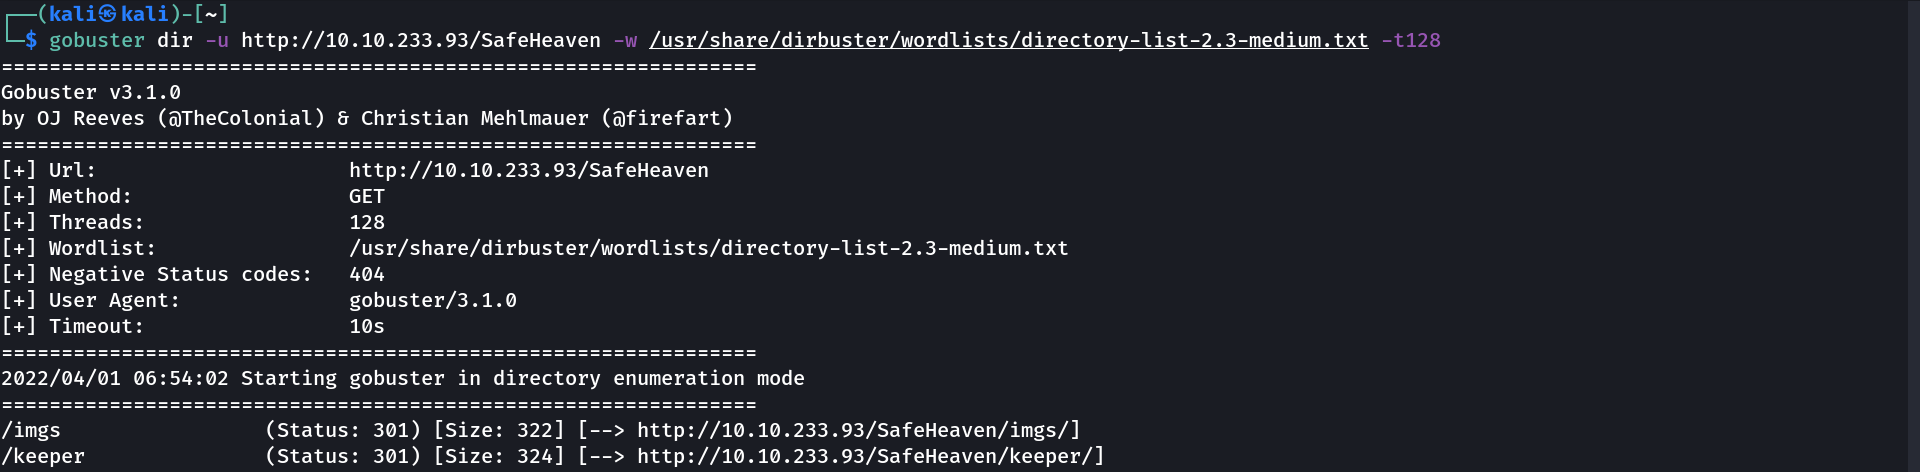 ┌──(kali㉿kali)-[~]
└─$ gobuster dir -u http://10.10.233.93/SafeHeaven -w /usr/share/dirbuster/wordlists/directory-list-2.3-medium.txt -t128
===============================================================
Gobuster v3.1.0
by OJ Reeves (@TheColonial) & Christian Mehlmauer (@firefart)
===============================================================
[+] Url:                     http://10.10.233.93/SafeHeaven
[+] Method:                  GET
[+] Threads:                 128
[+] Wordlist:                /usr/share/dirbuster/wordlists/directory-list-2.3-medium.txt
[+] Negative Status codes:   404
[+] User Agent:              gobuster/3.1.0
[+] Timeout:                 10s
===============================================================
2022/04/01 06:54:02 Starting gobuster in directory enumeration mode
===============================================================
/imgs                 (Status: 301) [Size: 322] [--> http://10.10.233.93/SafeHeaven/imgs/]
/keeper               (Status: 301) [Size: 324] [--> http://10.10.233.93/SafeHeaven/keeper/]